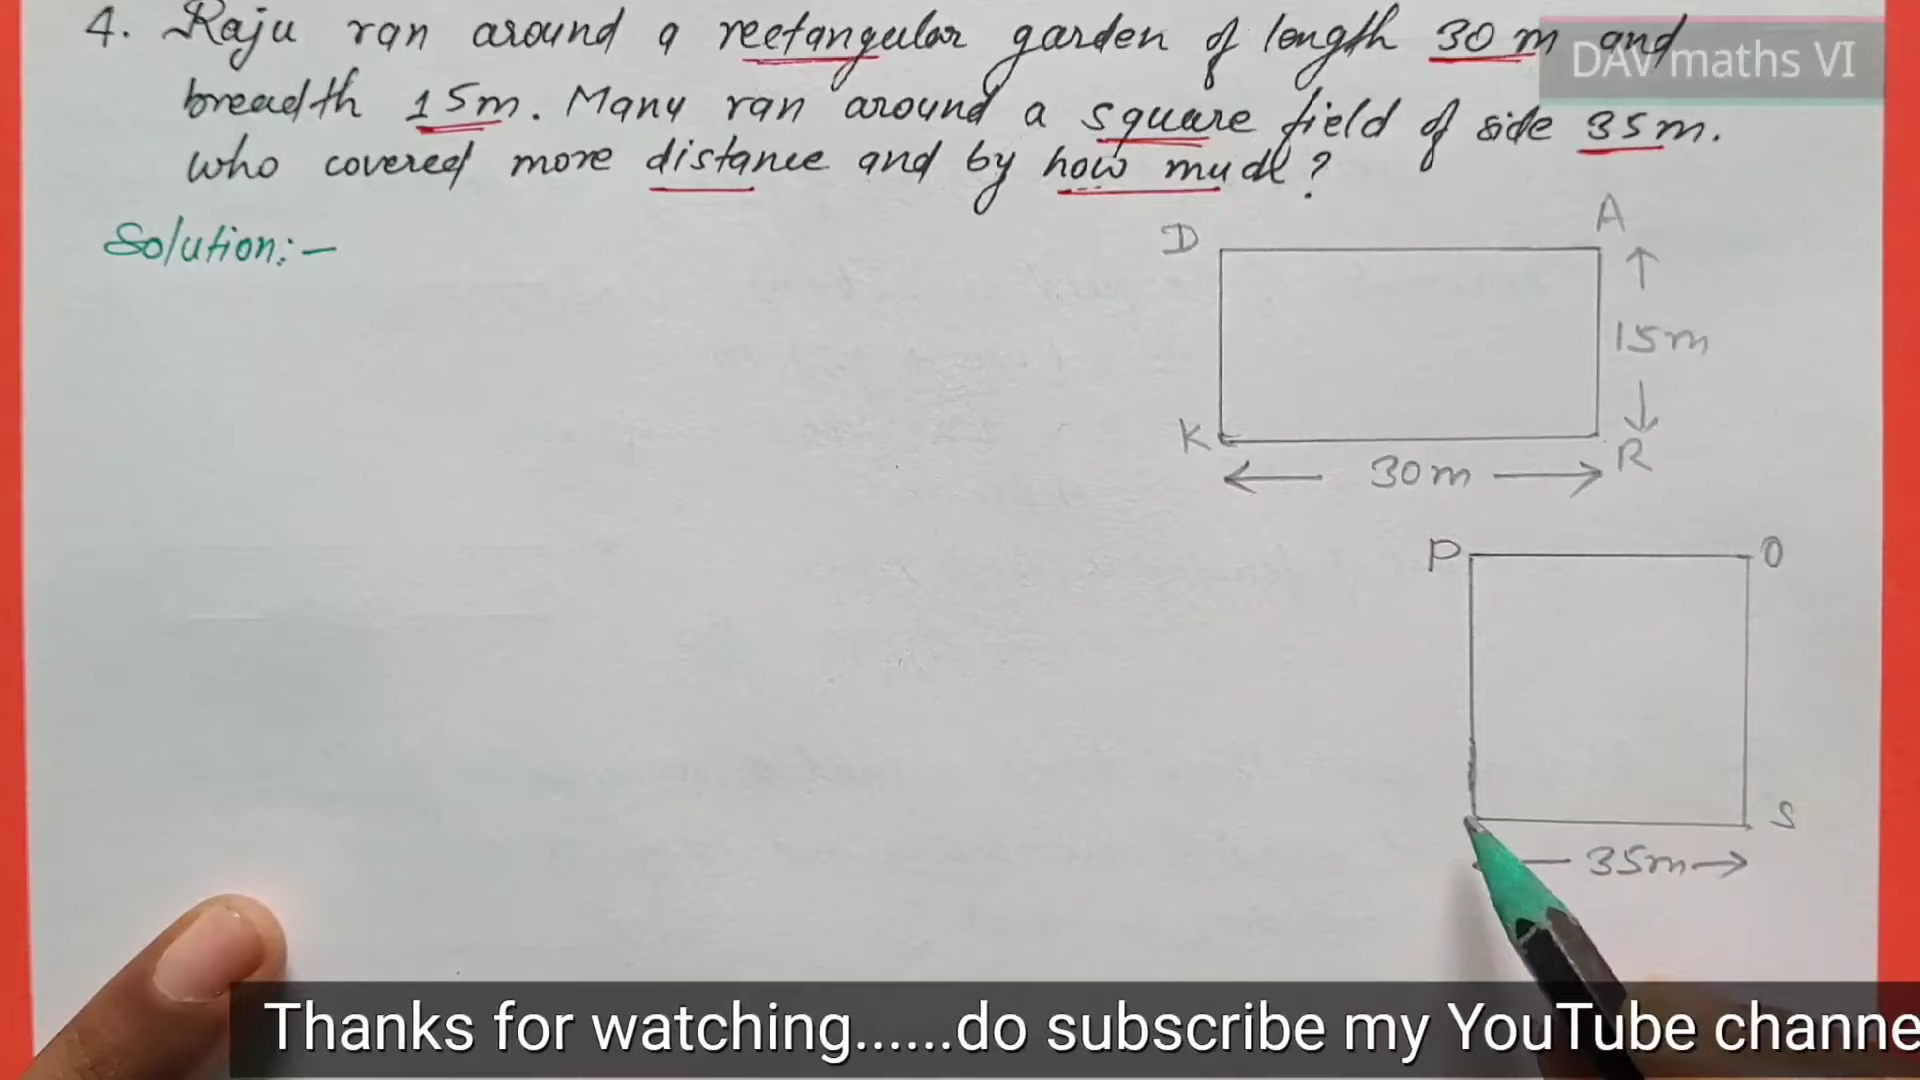 4. Raju ran around a rectangular garden of length 30 m and
breadth 15m. Many ran around a square field of side 35m.
who covered more distance and by how much?
DAV maths VI
Solution:-
D
A
15m
K
R
30m
P
O
S
35m
Thanks for watching......do subscribe my YouTube channe